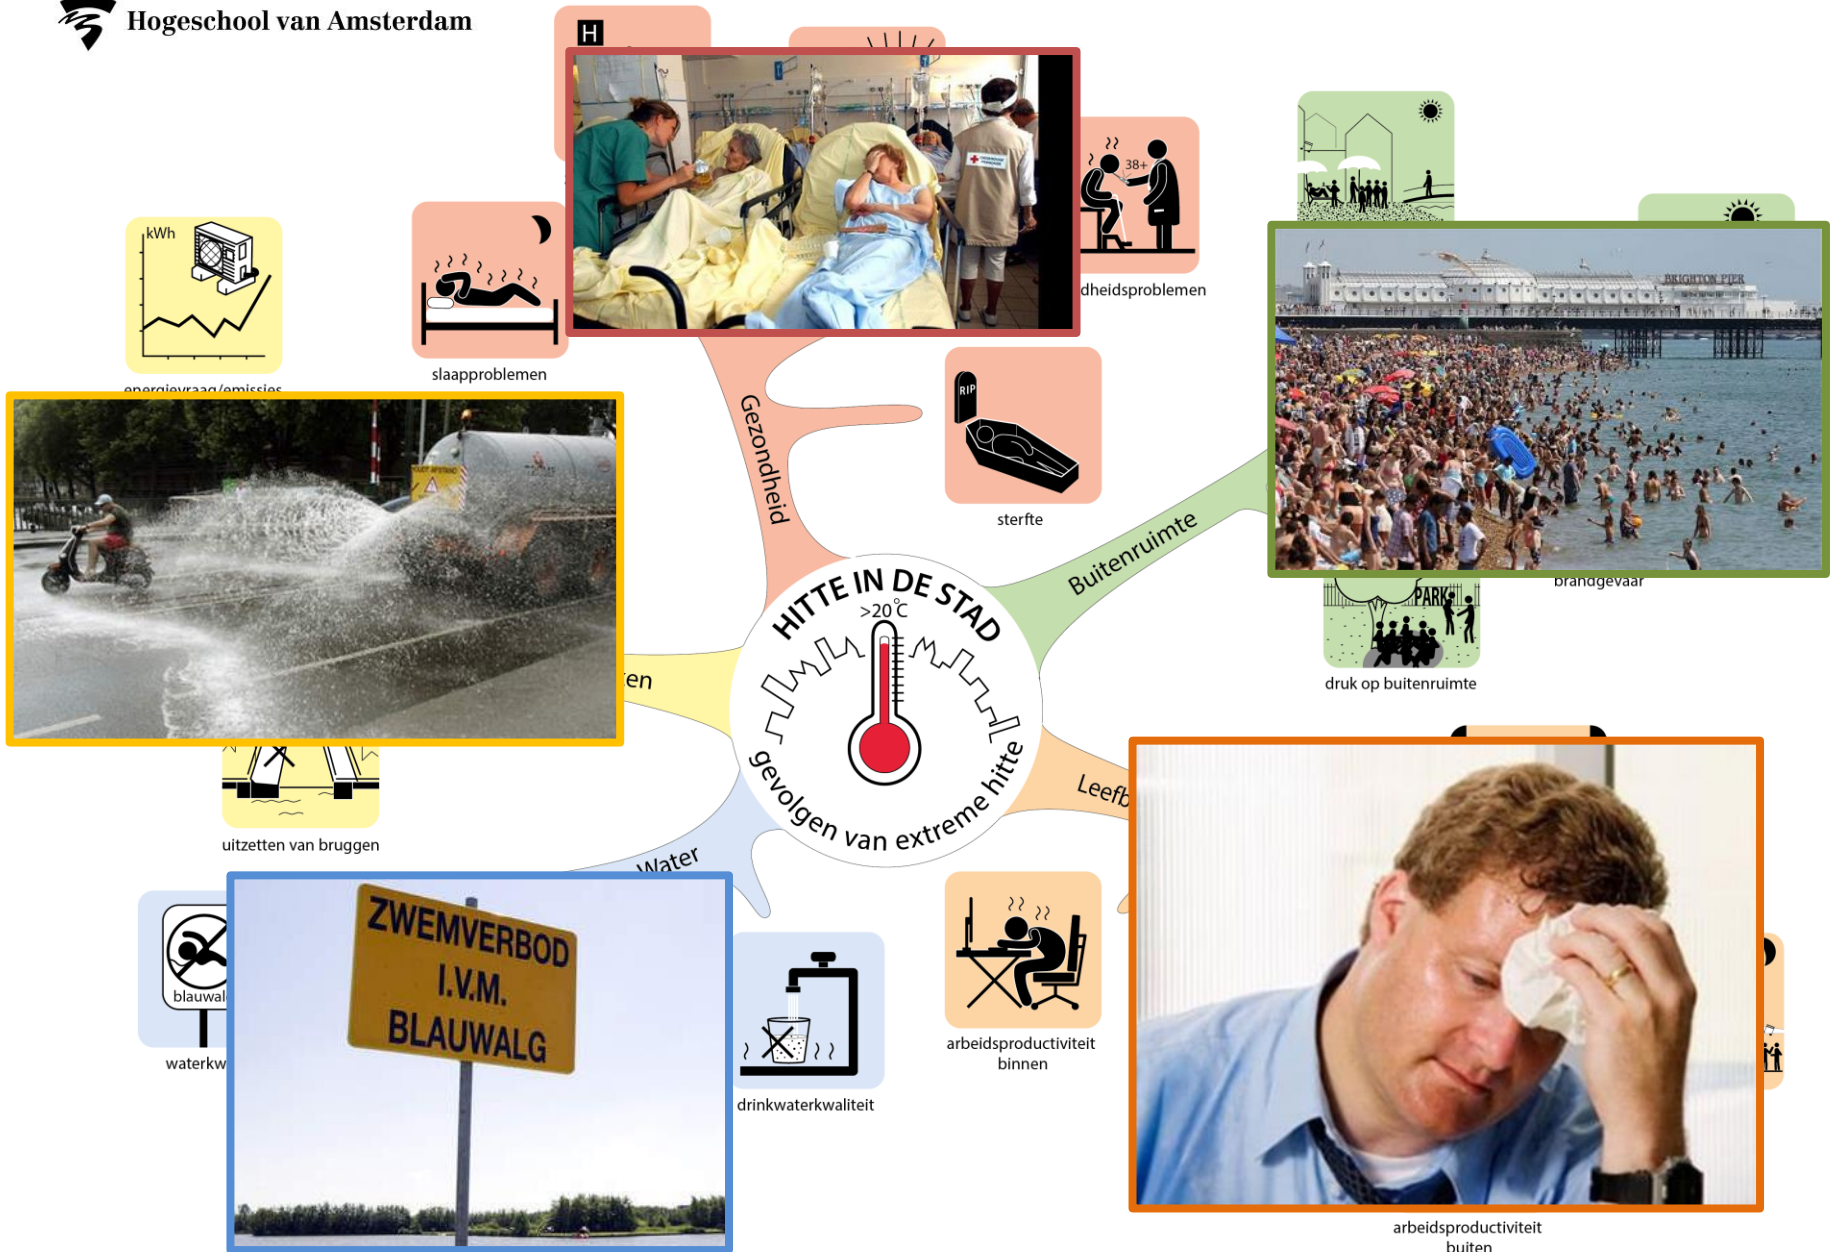 Hogeschool van Amsterdam
H
38+
dheidsproblemen
kWh
slaapproblemen
energievraag/emissies
RIP
sterfte
Gezondheid
BRIGHTON PIER
Buitenruimte
brandgevaar
PARK
druk op buitenruimte
HITTE IN DE STAD
>20°C
gevolgen van extreme hitte
en
HOUDT AFSTAND
uitzetten van bruggen
Leefb
Water
ZWEMVERBOD
I.V.M.
BLAUWALG
blauwal
waterkw
drinkwaterkwaliteit
arbeidsproductiviteit
binnen
arbeidsproductiviteit
buiten